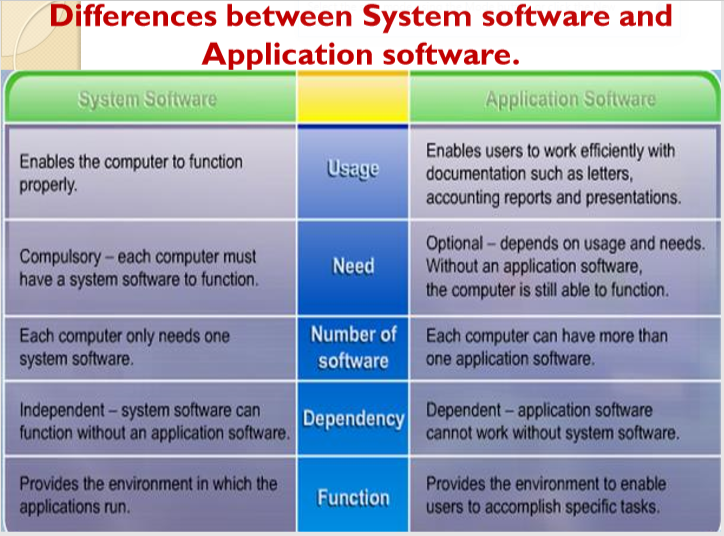 Differences between System software and
Application software.
System Software
Application Software
Enables the computer to function
properly.
Usage
Enables users to work efficiently with
documentation such as letters,
accounting reports and presentations.
Compulsory – each computer must
have a system software to function.
Need
Optional – depends on usage and needs.
Without an application software,
the computer is still able to function.
Each computer only needs one
system software.
Number of
software
Each computer can have more than
one application software.
Independent – system software can
function without an application software.
Dependency
Dependent – application software
cannot work without system software.
Provides the environment in which the
applications run.
Function
Provides the environment to enable
users to accomplish specific tasks.